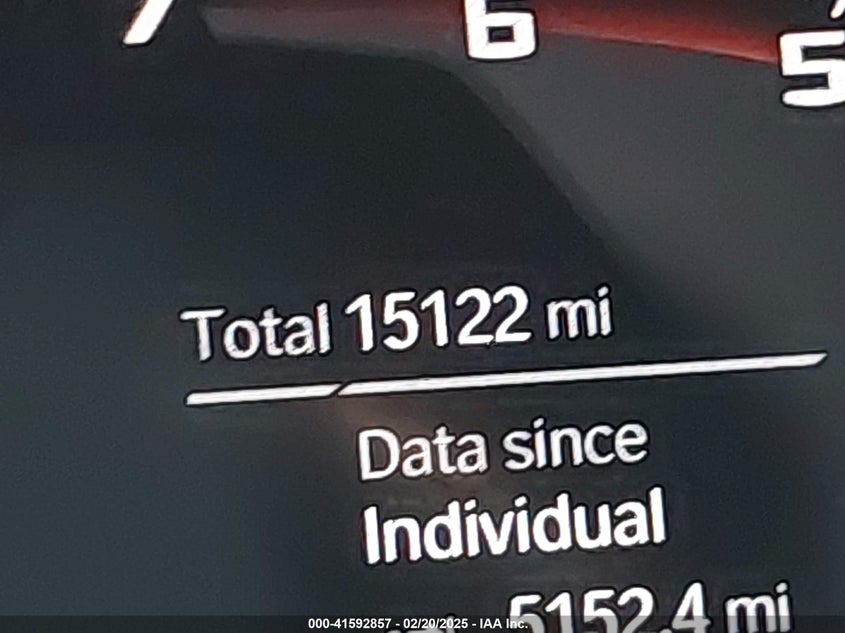 7 6 5
Total 15122 mi
Data since
Individual
5152.4 mi
000-41592857 - 02/20/2025 - IAA Inc.